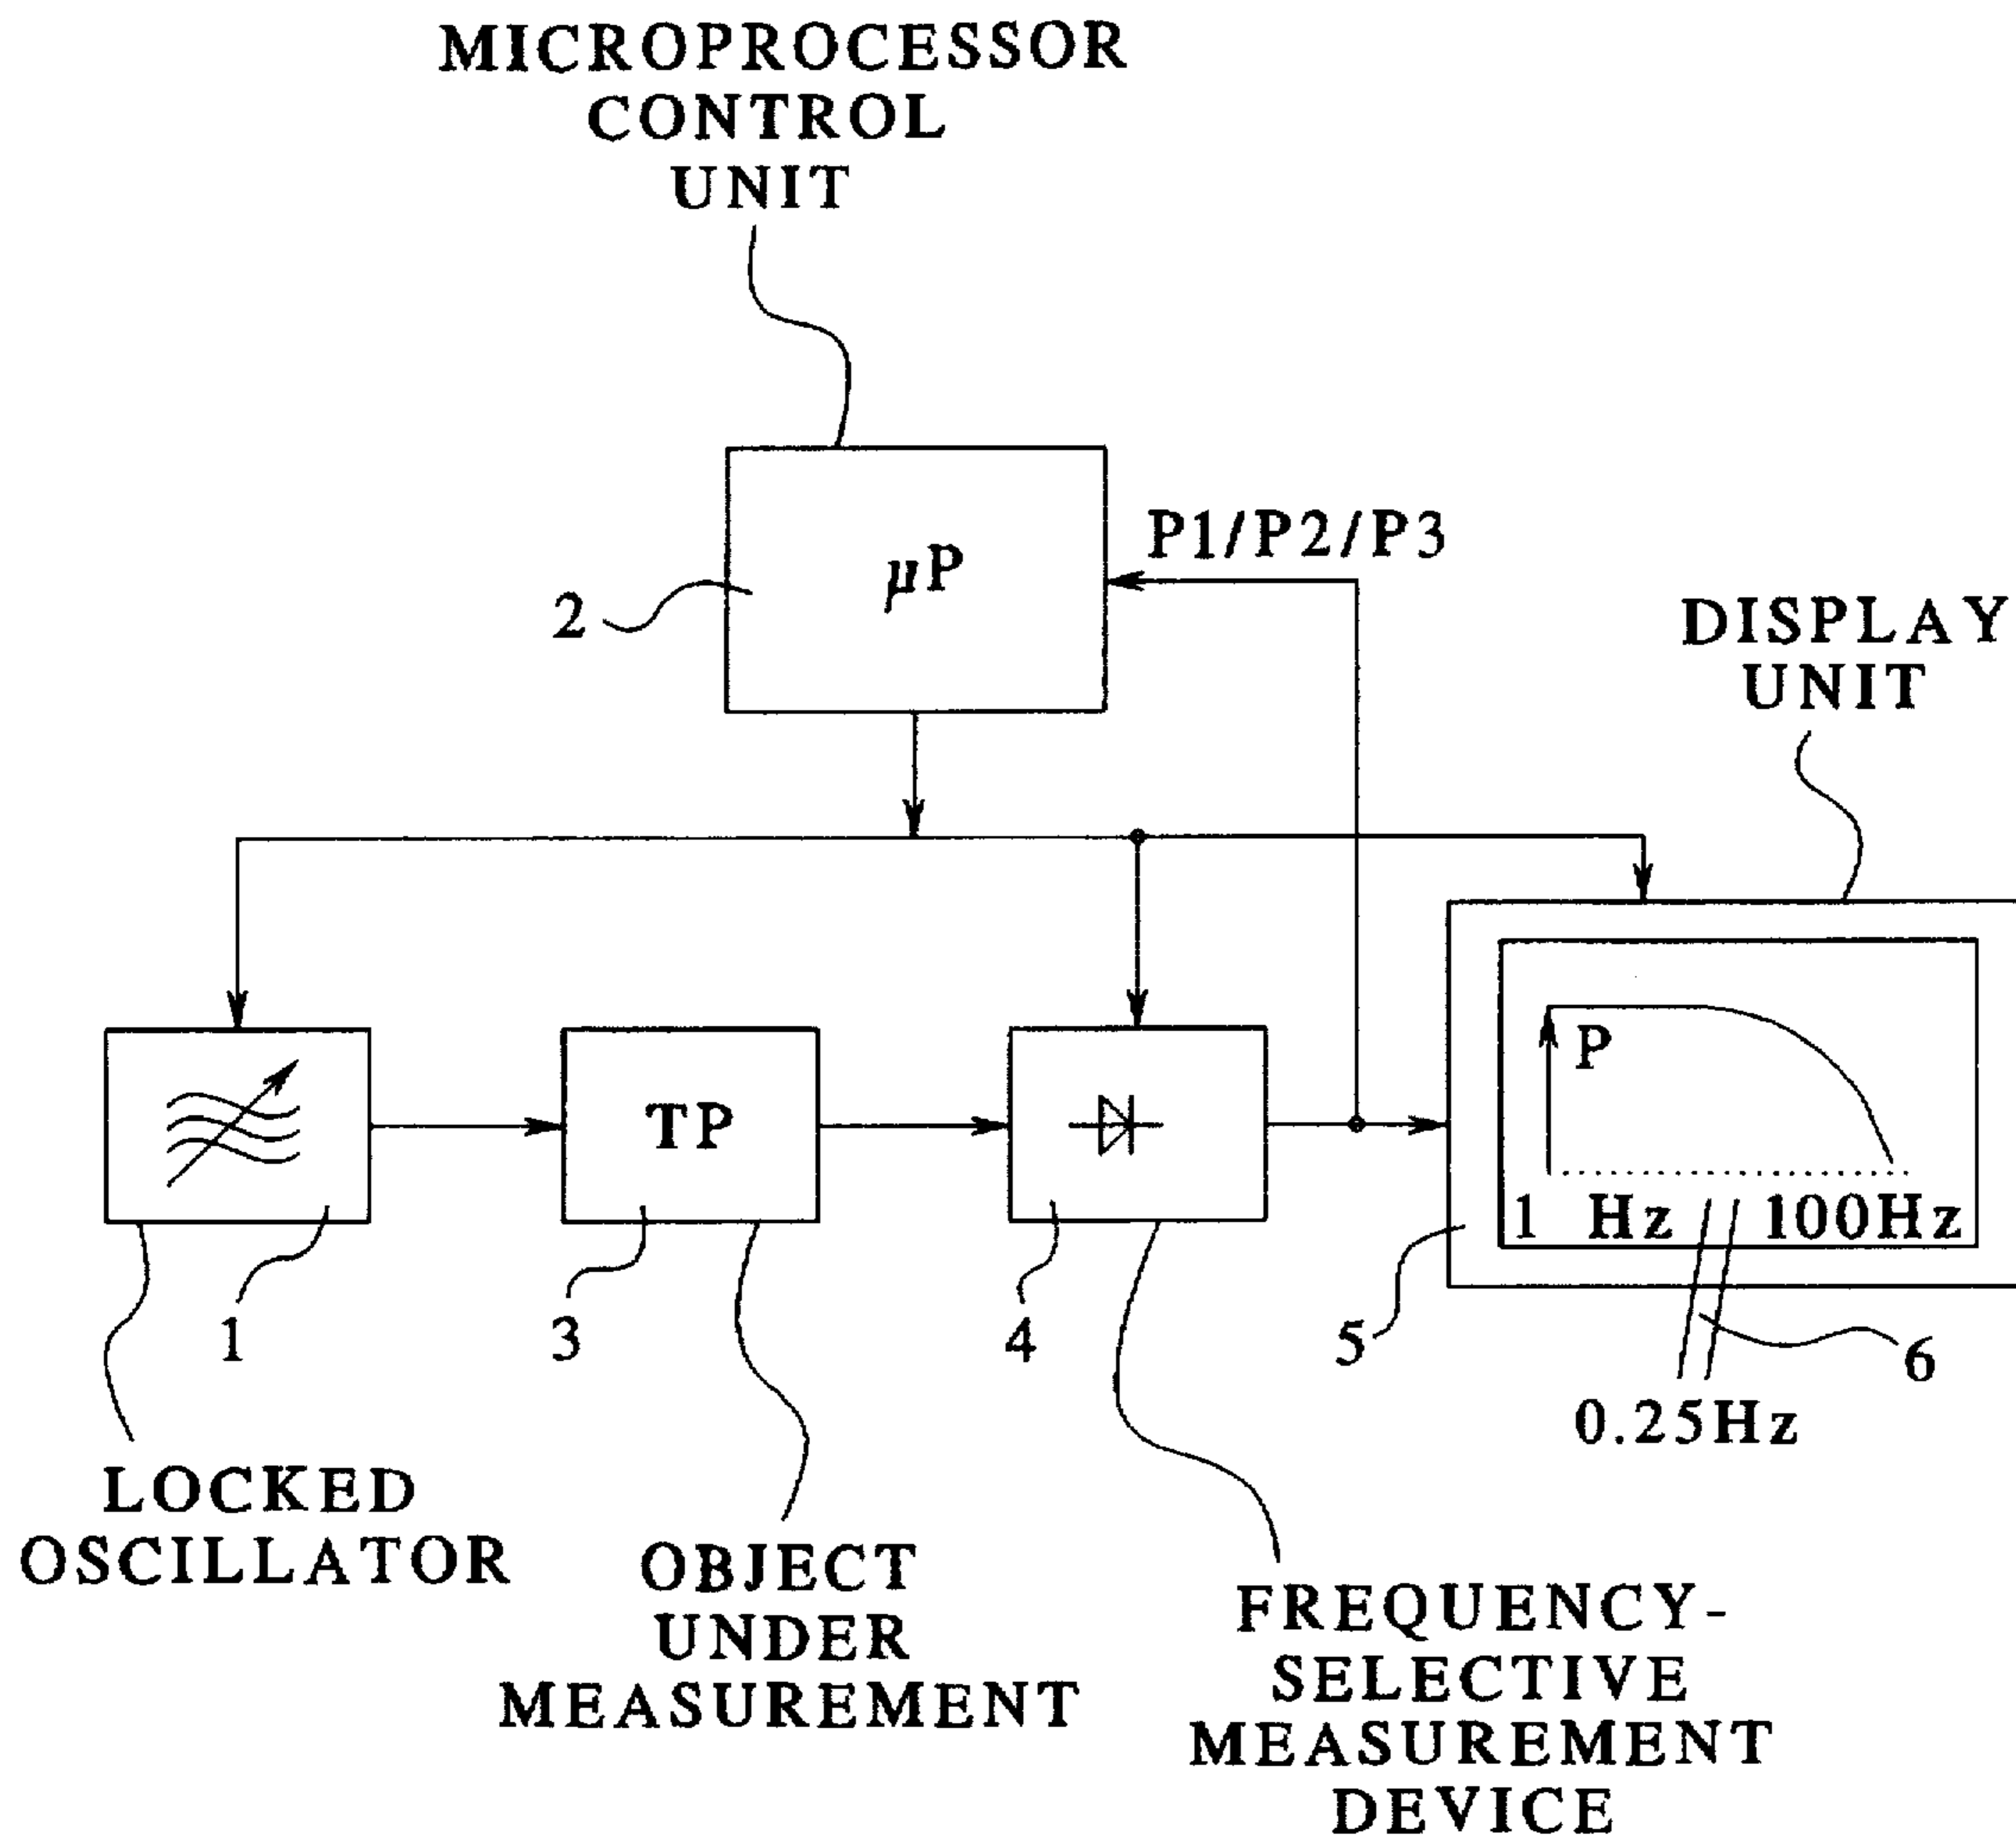 MICROPROCESSOR
CONTROL
UNIT
μP
P1/P2/P3
2
DISPLAY
UNIT
P
TP
1 Hz 100Hz
1
3
4
5
6
0.25Hz
LOCKED
OSCILLATOR
OBJECT
UNDER
MEASUREMENT
FREQUENCY-
SELECTIVE
MEASUREMENT
DEVICE